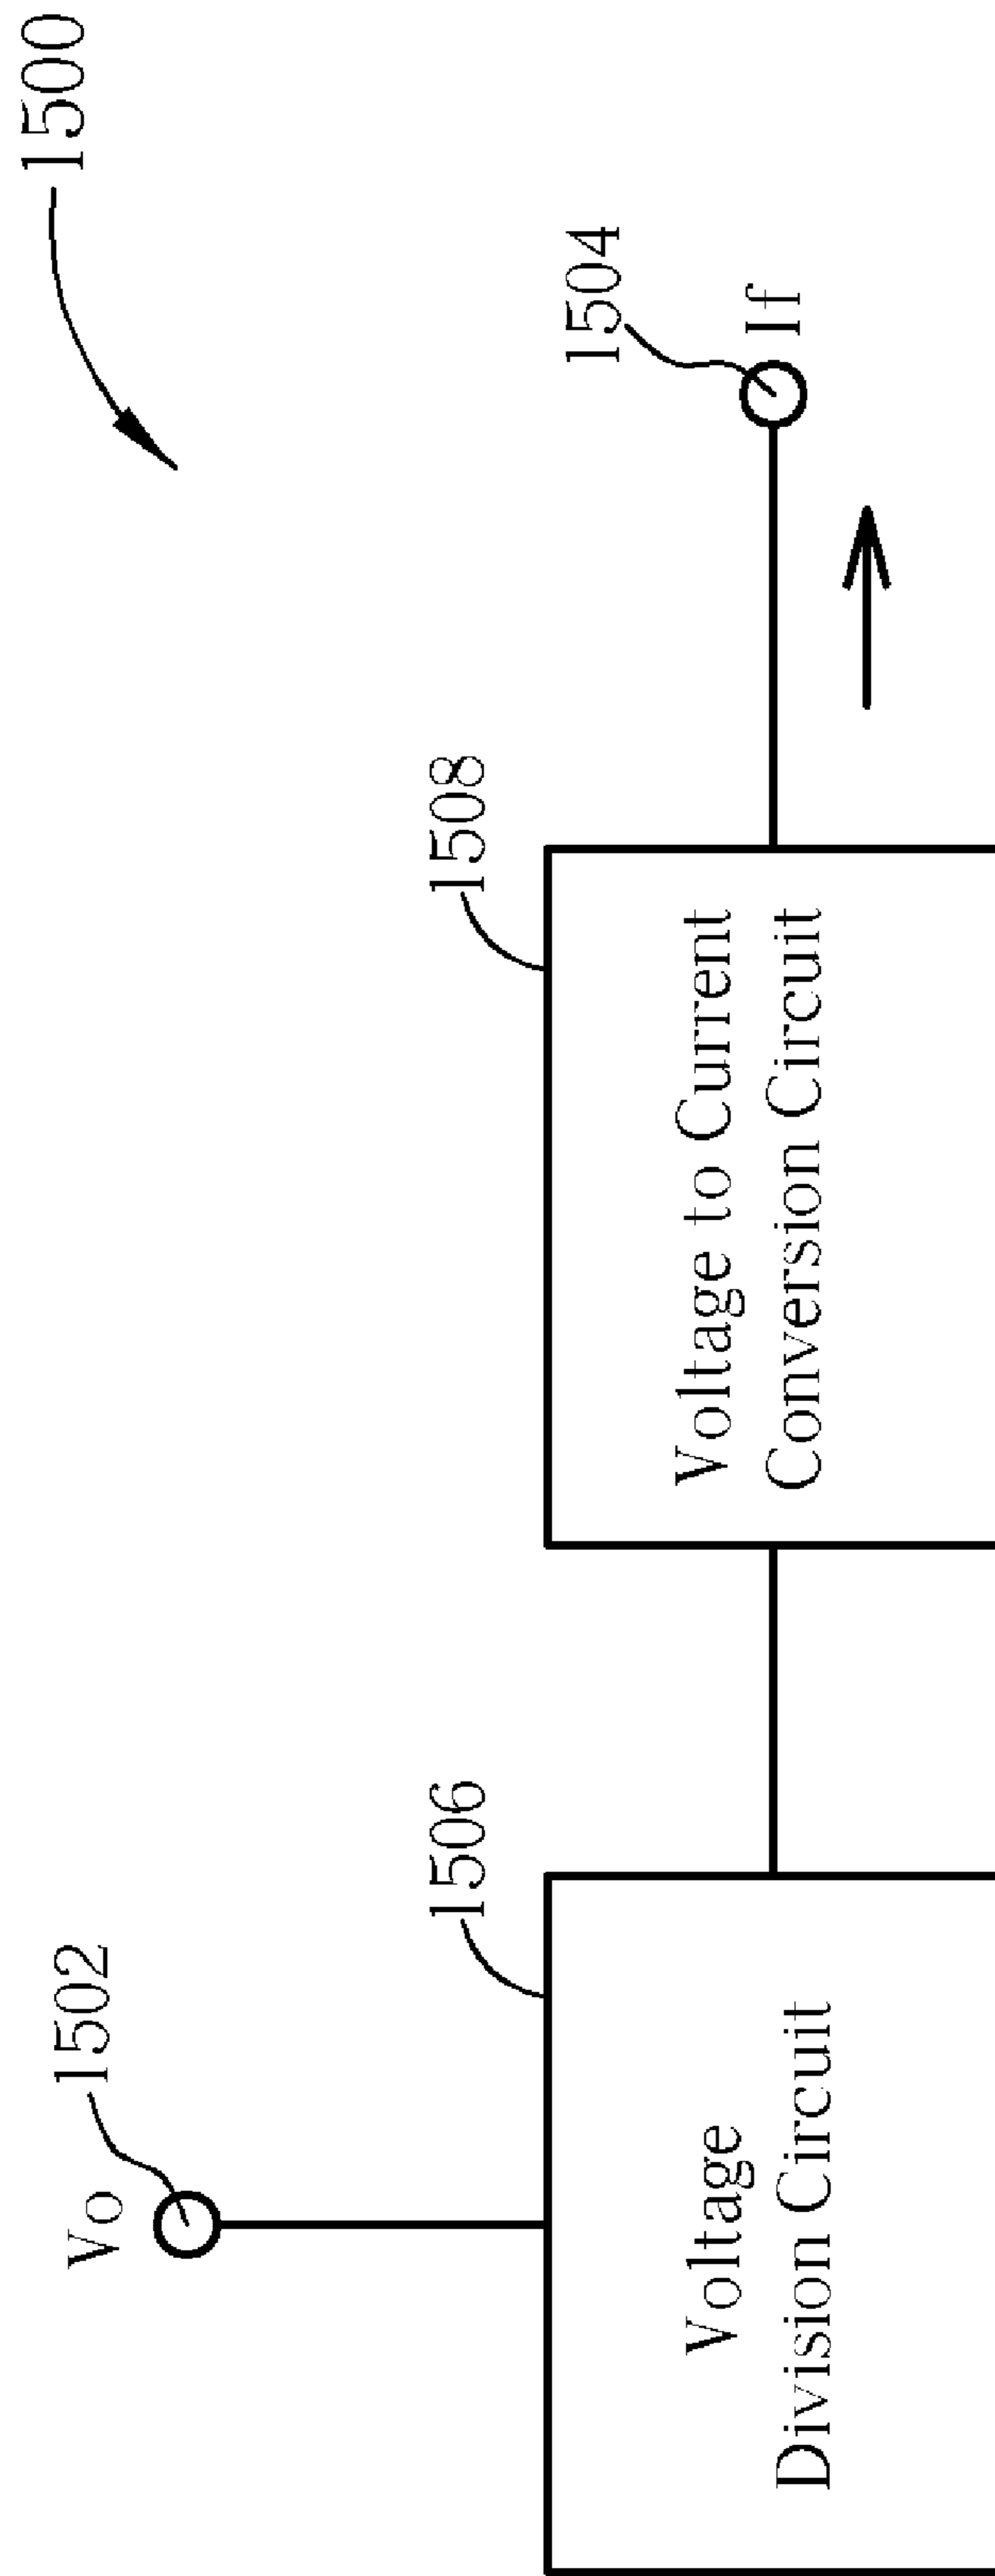 1500
Vo
1502
1506
Voltage
Division Circuit
1508
Voltage to Current
Conversion Circuit
1504
If